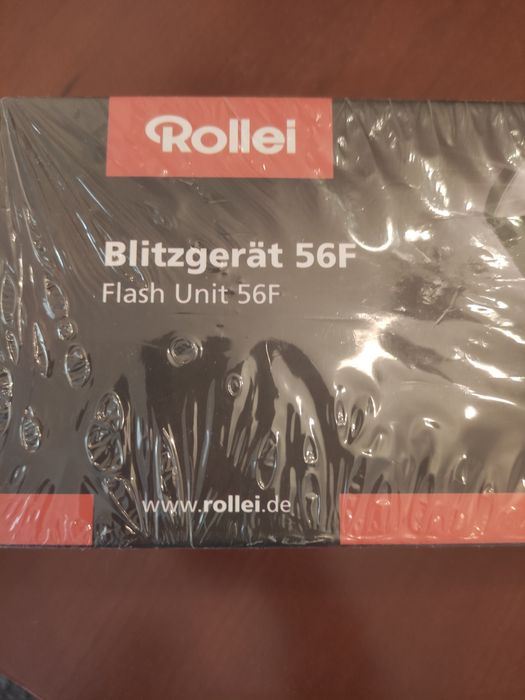 Rollei
Blitzgerät 56F
Flash Unit 56F
www.rollei.de